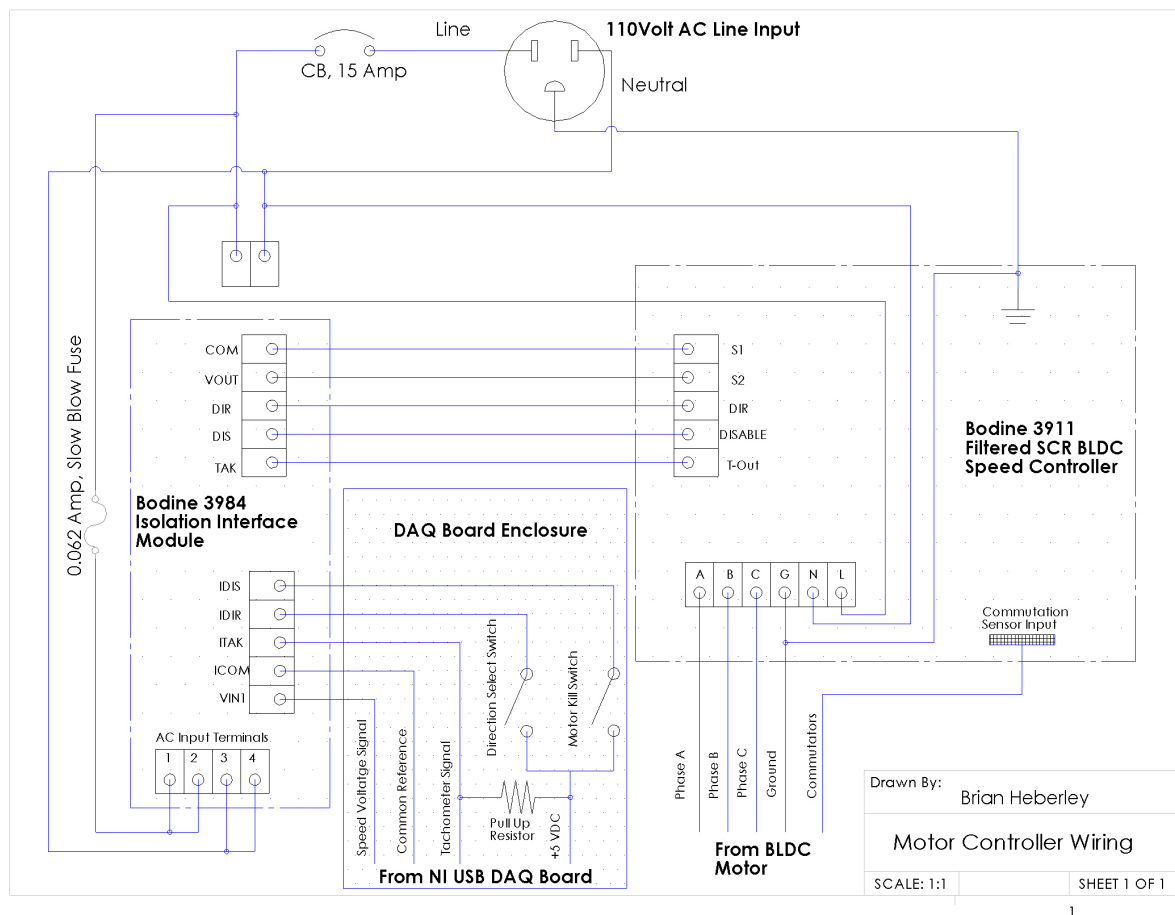 Line
110Volt AC Line Input
CB, 15 Amp
Neutral
0.062 Amp, Slow Blow Fuse
COM
VOUT
DIR
DIS
TAK
S1
S2
DIR
DISABLE
T-Out
Bodine 3911
Filtered SCR BLDC
Speed Controller
Bodine 3984
Isolation Interface
Module
DAQ Board Enclosure
IDIS
IDIR
ITAK
ICOM
VIN1
A B C G N L
Commutation
Sensor Input
Direction Select Switch
Motor Kill Switch
AC Input Terminals
1 2 3 4
Speed Voltatge Signal
Common Reference
Tachometer Signal
Pull Up
Resistor
+5 VDC
From NI USB DAQ Board
Phase A
Phase B
Phase C
Ground
Commutators
From BLDC
Motor
Drawn By:
Brian Heberley
Motor Controller Wiring
SCALE: 1:1
SHEET 1 OF 1
1